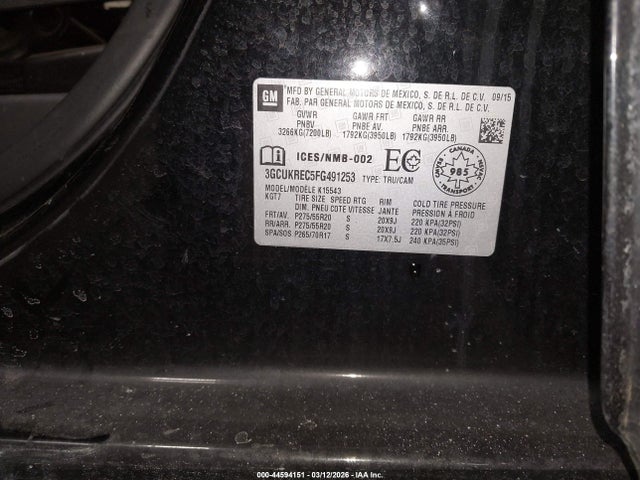 GM
MFD BY GENERAL MOTORS DE MEXICO, S. DE R.L. DE C.V. 09/15
FAB. PAR GENERAL MOTORS DE MEXICO, S. DE R.L. DE C.V.
GVWR GAWR FRT GAWR RR
PNBV PNBE AV. PNBE ARR.
3266KG(7200LB) 1792KG(3950LB) 1792KG(3950LB)
ICES/NMB-002 EC CANADA 985
3GCUKREC5FG491253 TYPE: TRU/CAM
MODEL/MODÈLE K15543
KGT7 TIRE SIZE SPEED RTG RIM COLD TIRE PRESSURE
DIM. PNEU COTE VITESSE JANTE PRESSION À FROID
FRT/AV. P275/55R20 S 20X9J 220 KPA(32PSI)
RR/ARR. P275/55R20 S 20X9J 220 KPA(32PSI)
SPA/SOS P265/70R17 S 17X7.5J 240 KPA(35PSI)
000-44594151 - 03/12/2026 - IAA Inc.